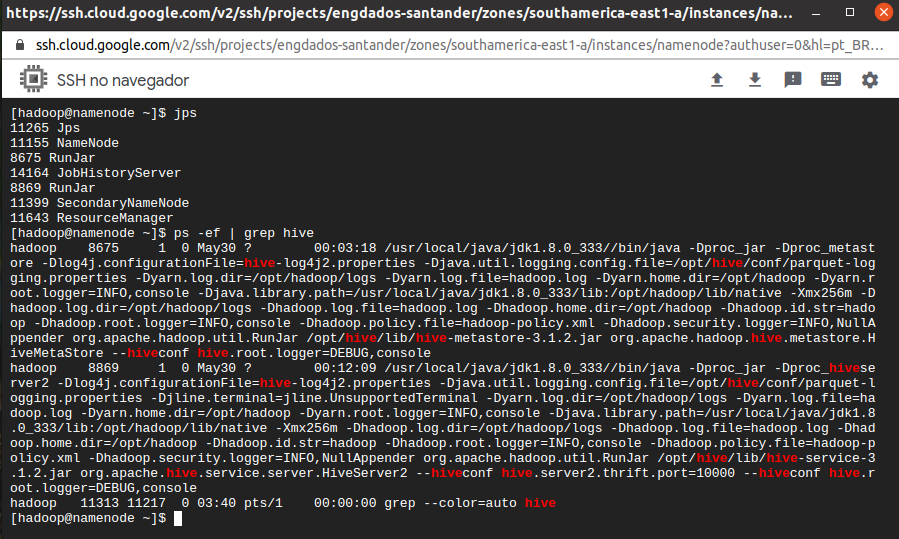 https://ssh.cloud.google.com/v2/ssh/projects/engdados-santander/zones/southamerica-east1-a/instances/na...
ssh.cloud.google.com/v2/ssh/projects/engdados-santander/zones/southamerica-east1-a/instances/namenode?authuser=0&hl=pt_BR...
SSH no navegador
[hadoop@namenode ~]$ jps
11265 Jps
11155 NameNode
8675 RunJar
14164 JobHistoryServer
8869 RunJar
11399 SecondaryNameNode
11643 ResourceManager
[hadoop@namenode ~]$ ps -ef | grep hive
hadoop    8675     1  0 May30 ?        00:03:18 /usr/local/java/jdk1.8.0_333//bin/java -Dproc_jar -Dproc_metast
ore -Dlog4j.configurationFile=hive-log4j2.properties -Djava.util.logging.config.file=/opt/hive/conf/parquet-log
ging.properties -Dyarn.log.dir=/opt/hadoop/logs -Dyarn.log.file=hadoop.log -Dyarn.home.dir=/opt/hadoop -Dyarn.r
oot.logger=INFO,console -Djava.library.path=/usr/local/java/jdk1.8.0_333/lib:/opt/hadoop/lib/native -Xmx256m -D
hadoop.log.dir=/opt/hadoop/logs -Dhadoop.log.file=hadoop.log -Dhadoop.home.dir=/opt/hadoop -Dhadoop.id.str=hado
op -Dhadoop.root.logger=INFO,console -Dhadoop.policy.file=hadoop-policy.xml -Dhadoop.security.logger=INFO,NullA
ppender org.apache.hadoop.util.RunJar /opt/hive/lib/hive-metastore-3.1.2.jar org.apache.hadoop.hive.metastore.H
iveMetaStore --hiveconf hive.root.logger=DEBUG,console
hadoop    8869     1  0 May30 ?        00:12:09 /usr/local/java/jdk1.8.0_333//bin/java -Dproc_jar -Dproc_hivese
rver2 -Dlog4j.configurationFile=hive-log4j2.properties -Djava.util.logging.config.file=/opt/hive/conf/parquet-l
ogging.properties -Djline.terminal=jline.UnsupportedTerminal -Dyarn.log.dir=/opt/hadoop/logs -Dyarn.log.file=ha
doop.log -Dyarn.home.dir=/opt/hadoop -Dyarn.root.logger=INFO,console -Djava.library.path=/usr/local/java/jdk1.8
.0_333/lib:/opt/hadoop/lib/native -Xmx256m -Dhadoop.log.dir=/opt/hadoop/logs -Dhadoop.log.file=hadoop.log -Dhad
oop.home.dir=/opt/hadoop -Dhadoop.id.str=hadoop -Dhadoop.root.logger=INFO,console -Dhadoop.policy.file=hadoop-p
olicy.xml -Dhadoop.security.logger=INFO,NullAppender org.apache.hadoop.util.RunJar /opt/hive/lib/hive-service-3
.1.2.jar org.apache.hive.service.server.HiveServer2 --hiveconf hive.server2.thrift.port=10000 --hiveconf hive.r
oot.logger=DEBUG,console
hadoop   11313 11217  0 03:40 pts/1    00:00:00 grep --color=auto hive
[hadoop@namenode ~]$